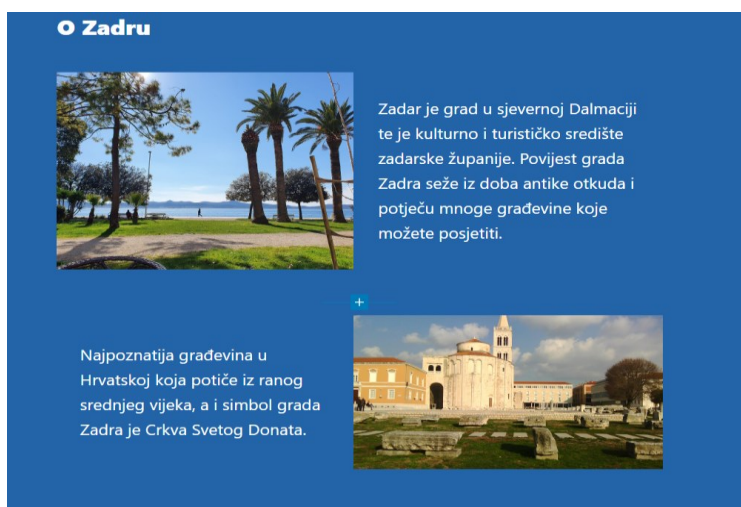 O Zadru
Zadar je grad u sjevernoj Dalmaciji
te je kulturno i turističko središte
zadarske županije. Povijest grada
Zadra seže iz doba antike otkuda i
potječu mnoge građevine koje
možete posjetiti.
Najpoznatija građevina u
Hrvatskoj koja potiče iz ranog
srednjeg vijeka, a i simbol grada
Zadra je Crkva Svetog Donata.